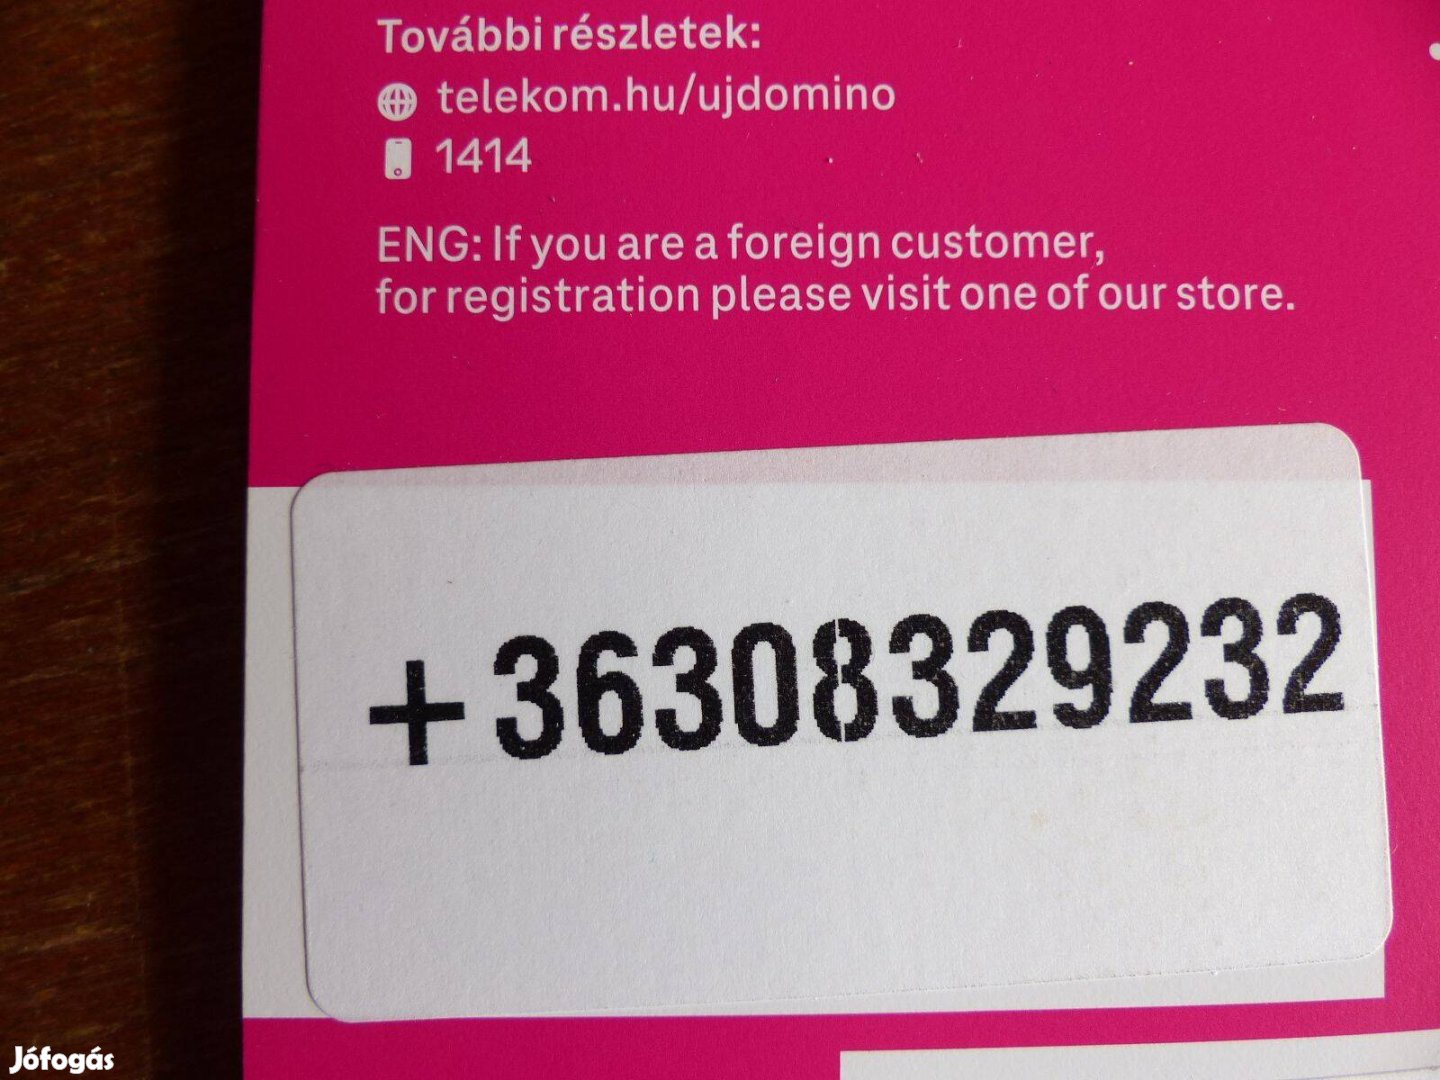 További részletek:
telekom.hu/ujdomino
1414
ENG: If you are a foreign customer,
for registration please visit one of our store.
+36308329232
Jófogás